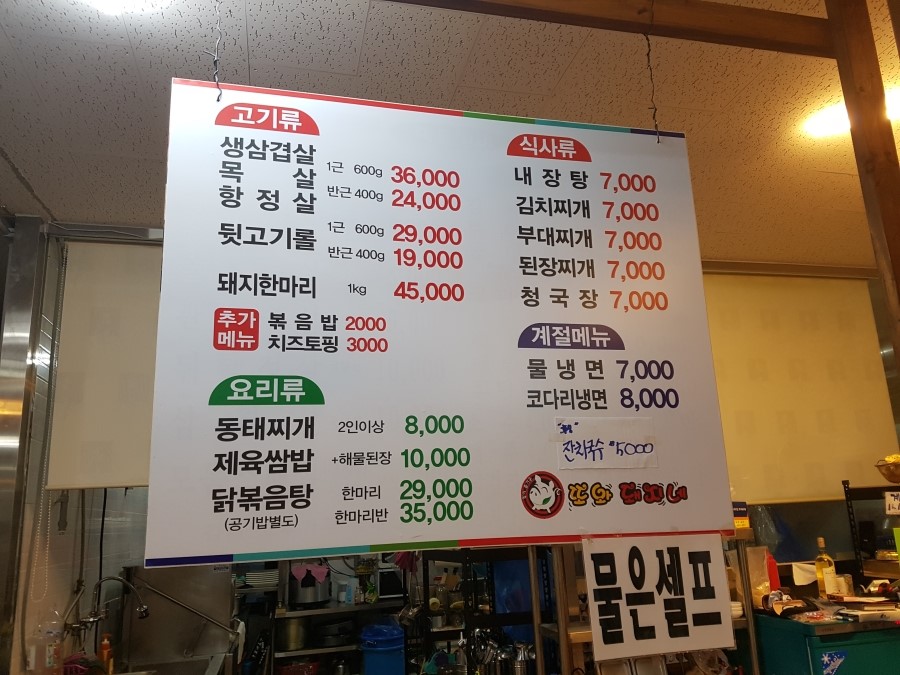 고기류
생삼겹살
목 살
항정살
1근 600g 36,000
반근 400g 24,000
뒷고기롤 1근 600g 29,000
반근 400g 19,000
돼지한마리 1kg 45,000
추가
메뉴
볶음밥 2000
치즈토핑 3000
요리류
동태찌개 2인이상 8,000
제육쌈밥 +해물된장 10,000
닭볶음탕 한마리 29,000
(공기밥별도) 한마리반 35,000
식사류
내장탕 7,000
김치찌개 7,000
부대찌개 7,000
된장찌개 7,000
청국장 7,000
계절메뉴
물냉면 7,000
코다리냉면 8,000
잔치국수 ₩5000
또와돼지네
물은셀프